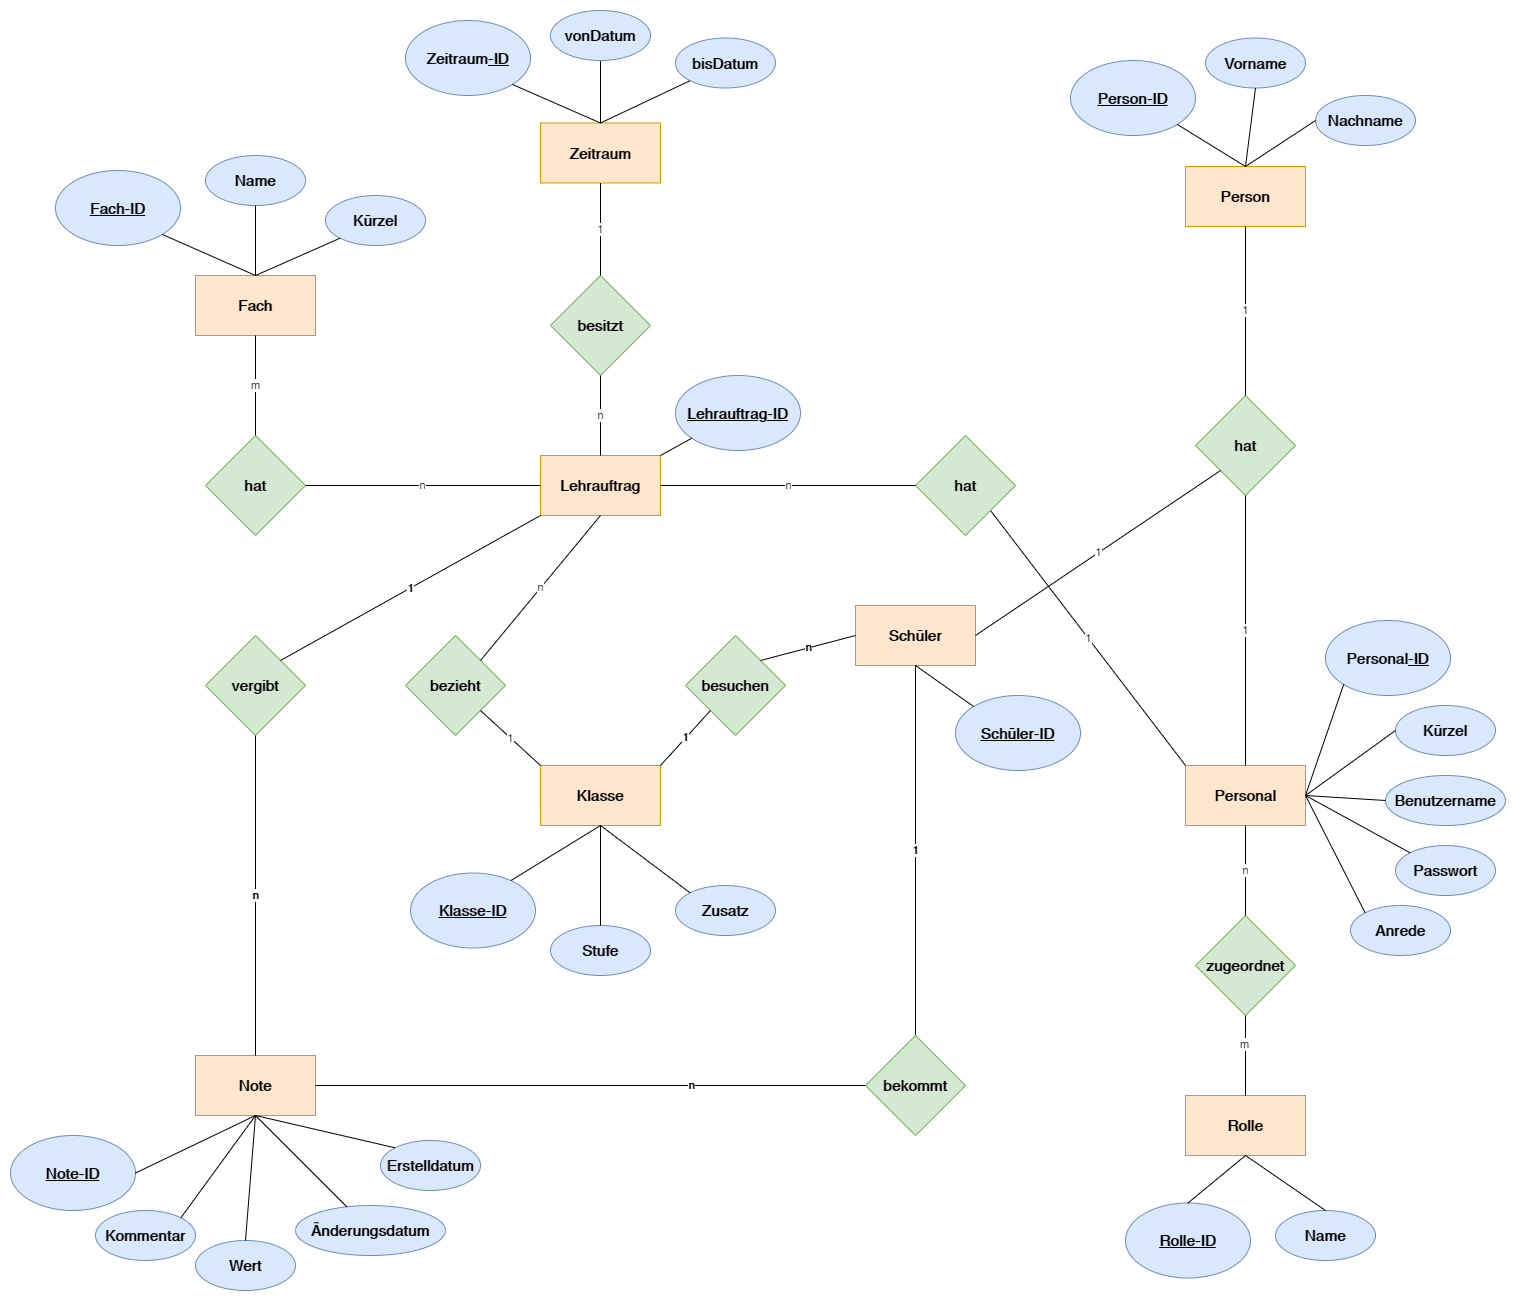 vonDatum
Zeitraum-ID
bisDatum
Vorname
Person-ID
Nachname
Zeitraum
Name
Person
Fach-ID
Kürzel
1
Fach
1
besitzt
m
n
Lehrauftrag-ID
hat
hat
n
Lehrauftrag
n
hat
1
1
n
Schüler
1
1
n
vergibt
bezieht
besuchen
Personal-ID
Schüler-ID
1
1
Kürzel
Klasse
Personal
Benutzername
1
n
Passwort
n
Klasse-ID
Zusatz
Anrede
Stufe
zugeordnet
m
Note
n
bekommt
Rolle
Erstelldatum
Note-ID
Kommentar
Änderungsdatum
Wert
Rolle-ID
Name